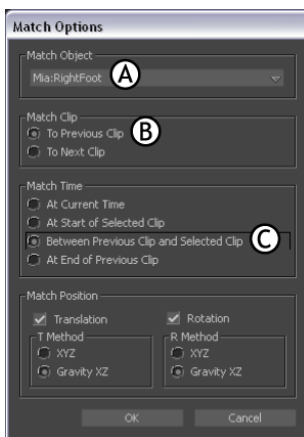 Match Options
Match Object
Mia:RightFoot A
Match Clip
To Previous Clip B
To Next Clip
Match Time
At Current Time
At Start of Selected Clip
Between Previous Clip and Selected Clip C
At End of Previous Clip
Match Position
Translation Rotation
T Method R Method
XYZ XYZ
Gravity XZ Gravity XZ
OK Cancel